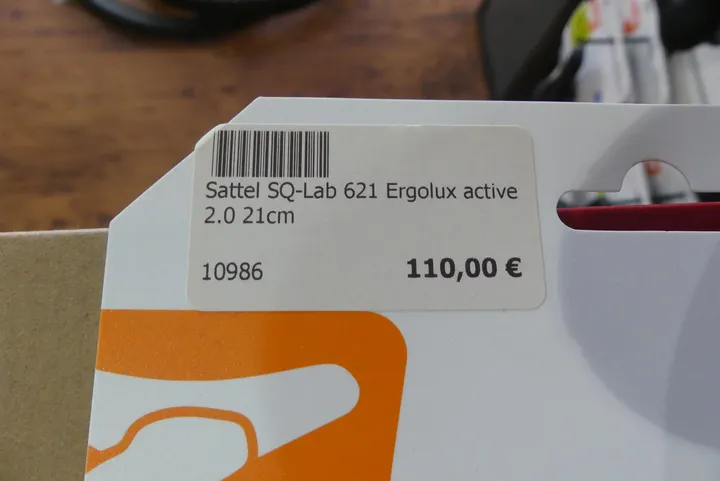 Sattel SQ-Lab 621 Ergolux active
2.0 21cm
10986 110,00 €